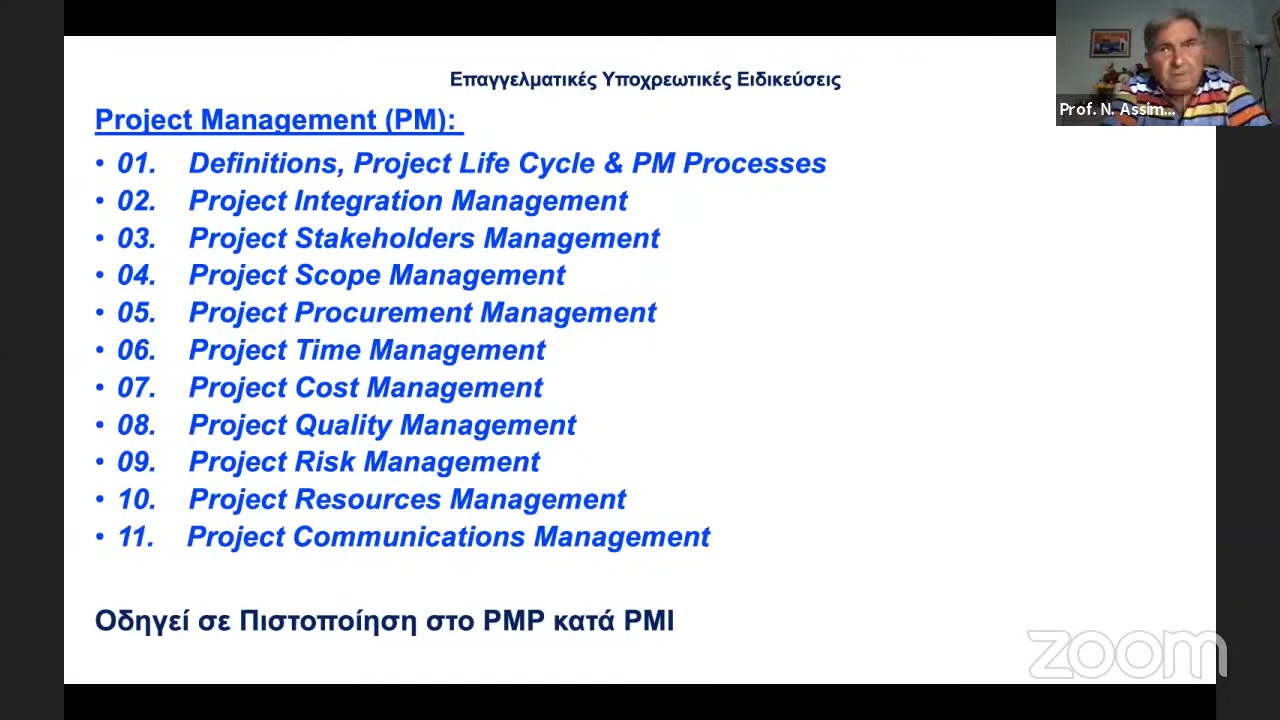 Επαγγελματικές Υποχρεωτικές Ειδικεύσεις
Prof. N. Assim...
Project Management (PM):
• 01. Definitions, Project Life Cycle & PM Processes
• 02. Project Integration Management
• 03. Project Stakeholders Management
• 04. Project Scope Management
• 05. Project Procurement Management
• 06. Project Time Management
• 07. Project Cost Management
• 08. Project Quality Management
• 09. Project Risk Management
• 10. Project Resources Management
• 11. Project Communications Management
Οδηγεί σε Πιστοποίηση στο PMP κατά PMI
zoom